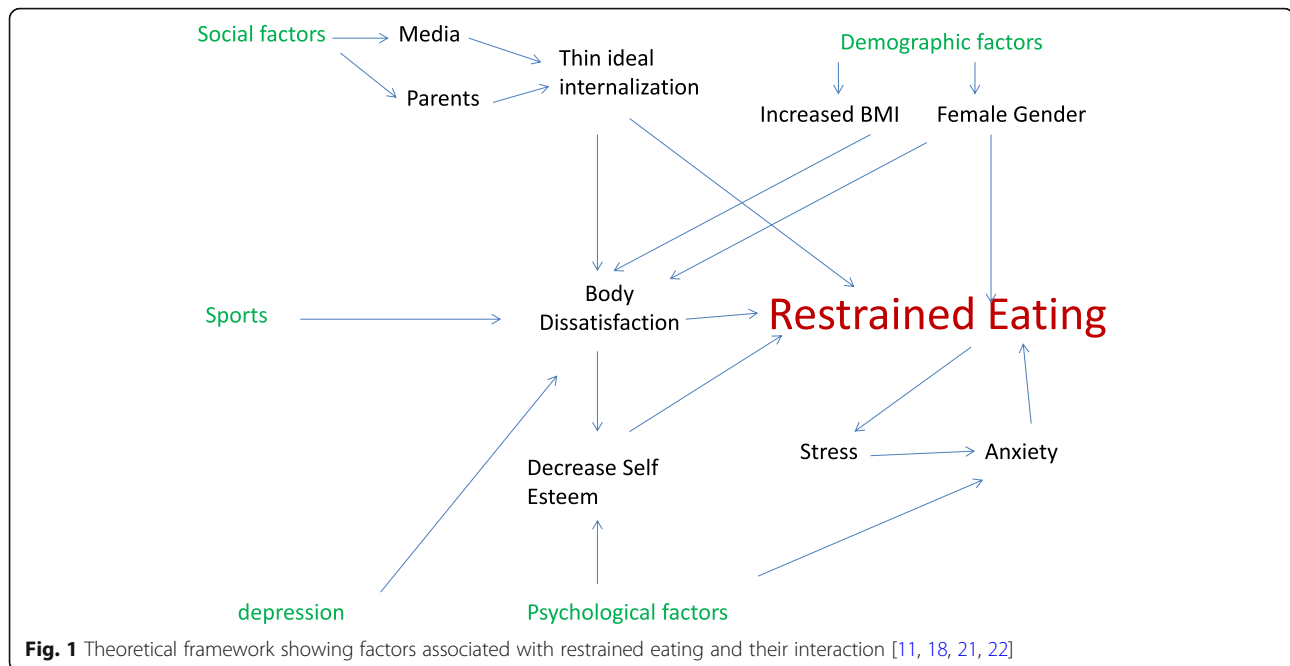 Social factors
Media
Parents
Thin ideal
internalization
Demographic factors
Increased BMI
Female Gender
Sports
Body
Dissatisfaction
Restrained Eating
Decrease Self
Esteem
Stress
Anxiety
depression
Psychological factors
Fig. 1 Theoretical framework showing factors associated with restrained eating and their interaction [11, 18, 21, 22]